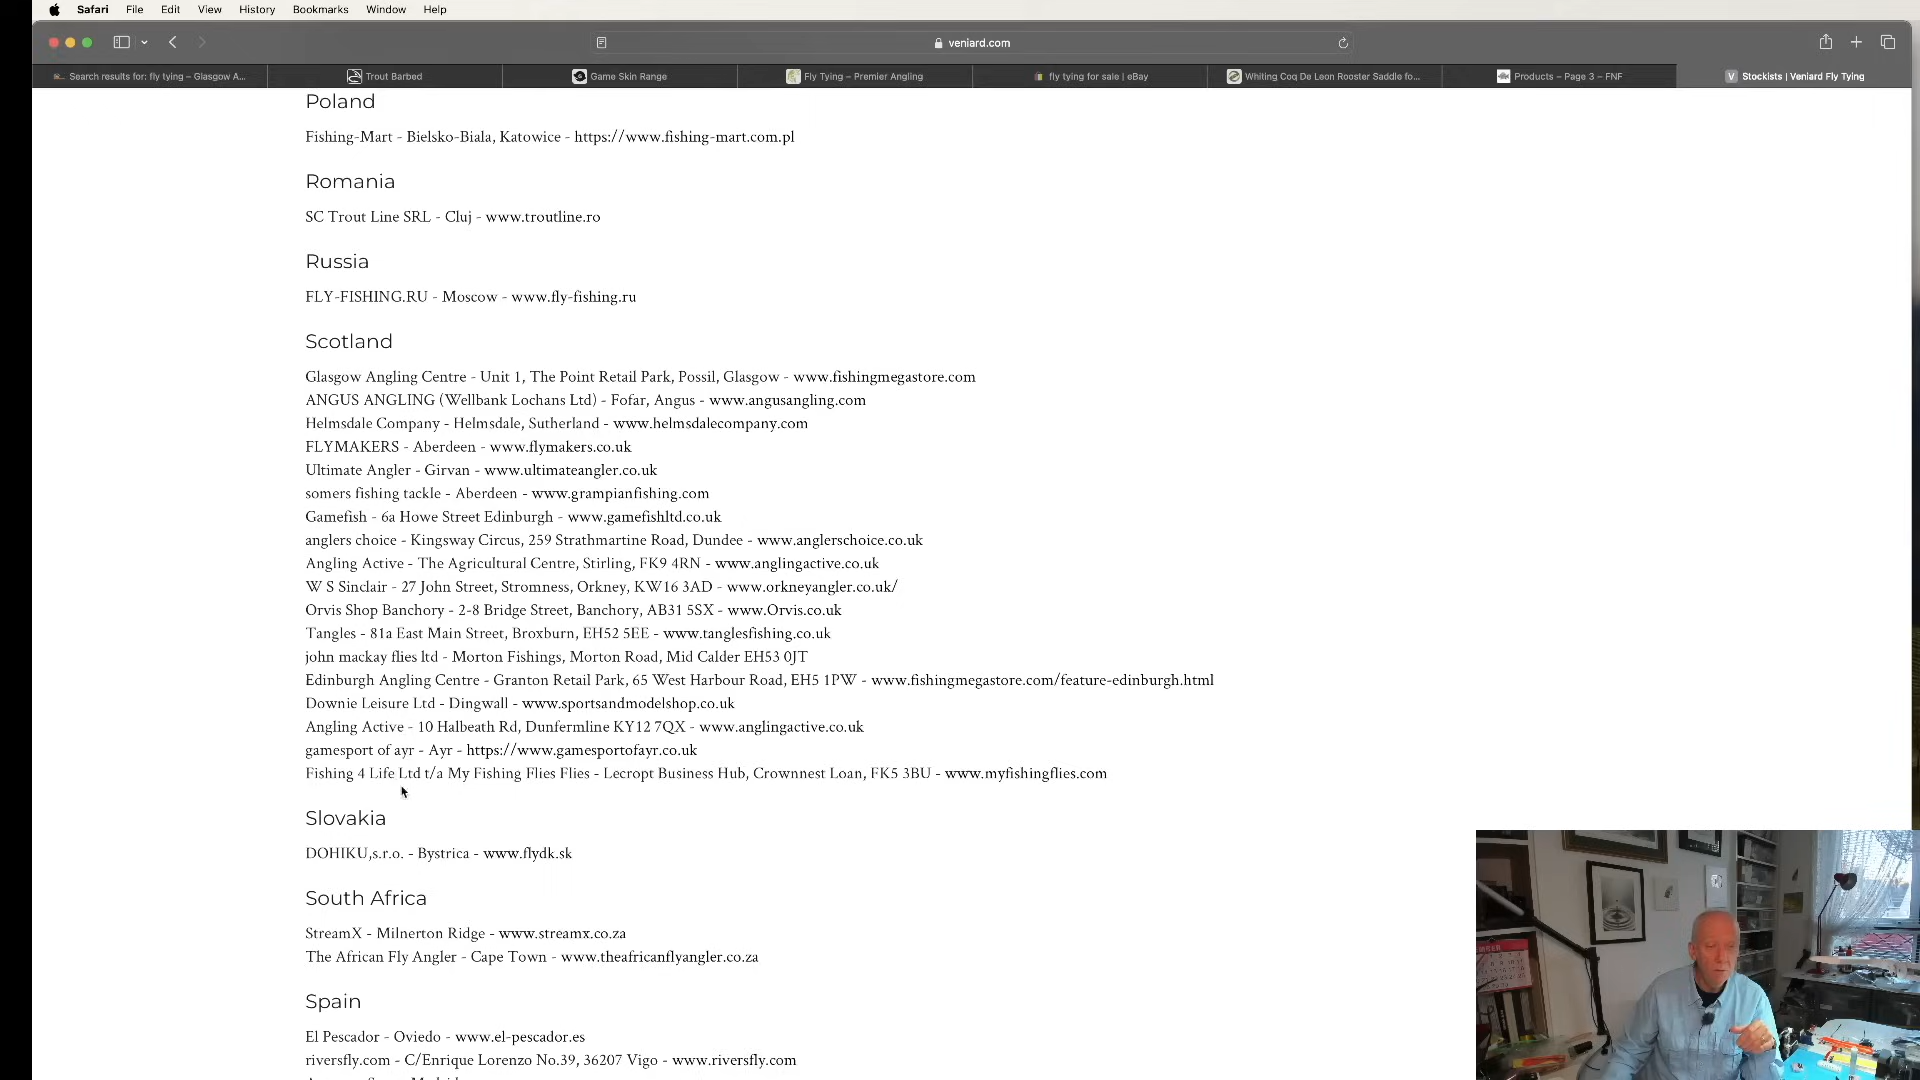 Safari File Edit View History Bookmarks Window Help
veniard.com
Search results for: fly tying – Glasgow A... Trout Barbed Game Skin Range Fly Tying – Premier Angling fly tying for sale | eBay Whiting Coq De Leon Rooster Saddle fo... Products – Page 3 – FNF V Stockists | Veniard Fly Tying
Poland
Fishing-Mart - Bielsko-Biala, Katowice - https://www.fishing-mart.com.pl
Romania
SC Trout Line SRL - Cluj - www.troutline.ro
Russia
FLY-FISHING.RU - Moscow - www.fly-fishing.ru
Scotland
Glasgow Angling Centre - Unit 1, The Point Retail Park, Possil, Glasgow - www.fishingmegastore.com
ANGUS ANGLING (Wellbank Lochans Ltd) - Fofar, Angus - www.angusangling.com
Helmsdale Company - Helmsdale, Sutherland - www.helmsdalecompany.com
FLYMAKERS - Aberdeen - www.flymakers.co.uk
Ultimate Angler - Girvan - www.ultimateangler.co.uk
somers fishing tackle - Aberdeen - www.grampianfishing.com
Gamefish - 6a Howe Street Edinburgh - www.gamefishltd.co.uk
anglers choice - Kingsway Circus, 259 Strathmartine Road, Dundee - www.anglerschoice.co.uk
Angling Active - The Agricultural Centre, Stirling, FK9 4RN - www.anglingactive.co.uk
W S Sinclair - 27 John Street, Stromness, Orkney, KW16 3AD - www.orkneyangler.co.uk/
Orvis Shop Banchory - 2-8 Bridge Street, Banchory, AB31 5SX - www.Orvis.co.uk
Tangles - 81a East Main Street, Broxburn, EH52 5EE - www.tanglesfishing.co.uk
john mackay flies ltd - Morton Fishings, Morton Road, Mid Calder EH53 0JT
Edinburgh Angling Centre - Granton Retail Park, 65 West Harbour Road, EH5 1PW - www.fishingmegastore.com/feature-edinburgh.html
Downie Leisure Ltd - Dingwall - www.sportsandmodelshop.co.uk
Angling Active - 10 Halbeath Rd, Dunfermline KY12 7QX - www.anglingactive.co.uk
gamesport of ayr - Ayr - https://www.gamesportofayr.co.uk
Fishing 4 Life Ltd t/a My Fishing Flies Flies - Lecropt Business Hub, Crownnest Loan, FK5 3BU - www.myfishingflies.com
Slovakia
DOHIKU,s.r.o. - Bystrica - www.flydk.sk
South Africa
StreamX - Milnerton Ridge - www.streamx.co.za
The African Fly Angler - Cape Town - www.theafricanflyangler.co.za
Spain
El Pescador - Oviedo - www.el-pescador.es
riversfly.com - C/Enrique Lorenzo No.39, 36207 Vigo - www.riversfly.com